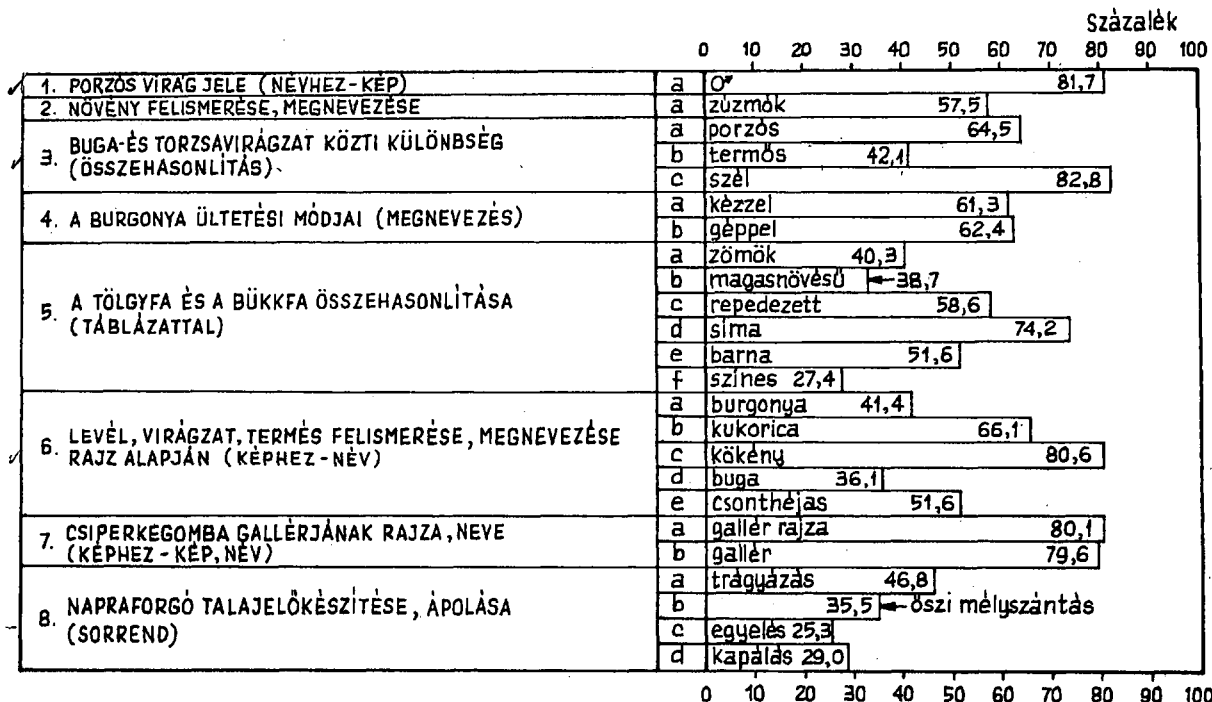 Százalék
0 10 20 30 40 50 60 70 80 90 100
1. PORZÓS VIRÁG JELE (NÉVHEZ-KÉP)
a ♂ 81,7
2. NÖVÉNY FELISMERÉSE, MEGNEVEZÉSE
a zúzmók 57,5
3. BUGA-ÉS TORZSAVIRÁGZAT KÖZTI KÜLÖNBSÉG
(ÖSSZEHASONLÍTÁS)
a porzós 64,5
b termős 42,1
c szél 82,8
4. A BURGONYA ÜLTETÉSI MÓDJAI (MEGNEVEZÉS)
a kézzel 61,3
b géppel 62,4
5. A TÖLGYFA ÉS A BÜKKFA ÖSSZEHASONLÍTÁSA
(TÁBLÁZATTAL)
a zömök 40,3
b magasnövésű 38,7
c repedezett 58,6
d sima 74,2
e barna 51,6
f színes 27,4
6. LEVÉL, VIRÁGZAT, TERMÉS FELISMERÉSE, MEGNEVEZÉSE
RAJZ ALAPJÁN (KÉPHEZ-NÉV)
a burgonya 41,4
b kukorica 66,1
c kökény 80,6
d buga 36,1
e csonthéjas 51,6
7. CSIPERKEGOMBA GALLÉRJÁNAK RAJZA, NEVE
(KÉPHEZ-KÉP, NÉV)
a gallér rajza 80,1
b gallér 79,6
8. NAPRAFORGÓ TALAJELŐKÉSZÍTÉSE, ÁPOLÁSA
(SORREND)
a trágyázás 46,8
b 35,5 őszi mélyszántás
c egyelés 25,3
d kapálás 29,0
0 10 20 30 40 50 60 70 80 90 100